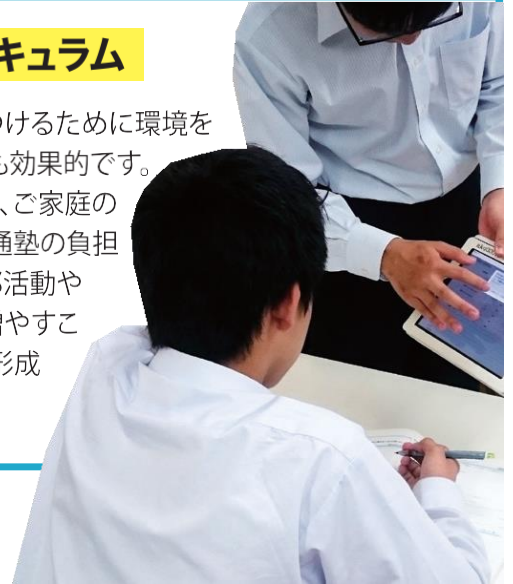 キュラム
つけるために環境を
も効果的です。
、ご家庭の
通塾の負担
活動や
増やすこ
形成